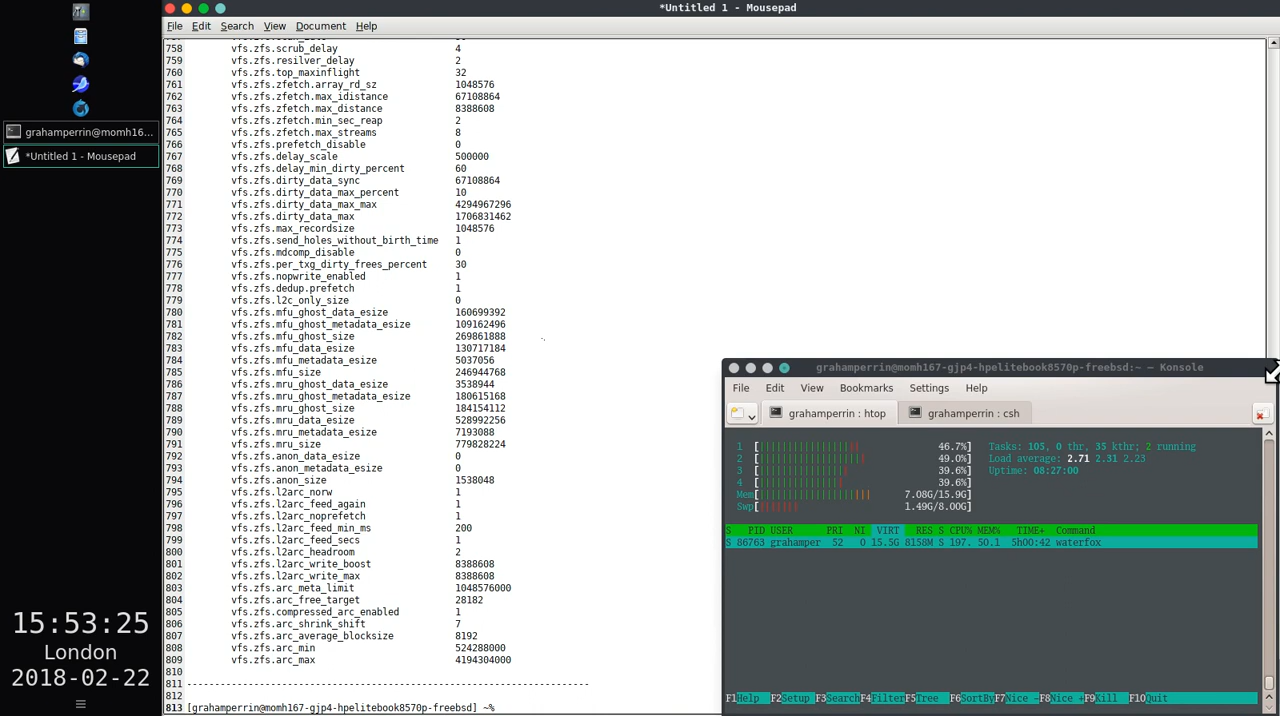 *Untitled 1 - Mousepad
File Edit Search View Document Help
758 vfs.zfs.scrub_delay 4
759 vfs.zfs.resilver_delay 2
760 vfs.zfs.top_maxinflight 32
761 vfs.zfs.zfetch.array_rd_sz 1048576
762 vfs.zfs.zfetch.max_idistance 67108864
763 vfs.zfs.zfetch.max_distance 8388608
764 vfs.zfs.zfetch.min_sec_reap 2
765 vfs.zfs.zfetch.max_streams 8
766 vfs.zfs.prefetch_disable 0
767 vfs.zfs.delay_scale 500000
768 vfs.zfs.delay_min_dirty_percent 60
769 vfs.zfs.dirty_data_sync 67108864
770 vfs.zfs.dirty_data_max_percent 10
771 vfs.zfs.dirty_data_max_max 4294967296
772 vfs.zfs.dirty_data_max 1706831462
773 vfs.zfs.max_recordsize 1048576
774 vfs.zfs.send_holes_without_birth_time 1
775 vfs.zfs.mdcomp_disable 0
776 vfs.zfs.per_txg_dirty_frees_percent 30
777 vfs.zfs.nopwrite_enabled 1
778 vfs.zfs.dedup.prefetch 1
779 vfs.zfs.l2c_only_size 0
780 vfs.zfs.mfu_ghost_data_esize 160699392
781 vfs.zfs.mfu_ghost_metadata_esize 109162496
782 vfs.zfs.mfu_ghost_size 269861888
783 vfs.zfs.mfu_data_esize 130717184
784 vfs.zfs.mfu_metadata_esize 5037056
785 vfs.zfs.mfu_size 246944768
786 vfs.zfs.mru_ghost_data_esize 3538944
787 vfs.zfs.mru_ghost_metadata_esize 180615168
788 vfs.zfs.mru_ghost_size 184154112
789 vfs.zfs.mru_data_esize 528992256
790 vfs.zfs.mru_metadata_esize 7193088
791 vfs.zfs.mru_size 779828224
792 vfs.zfs.anon_data_esize 0
793 vfs.zfs.anon_metadata_esize 0
794 vfs.zfs.anon_size 1538048
795 vfs.zfs.l2arc_norw 1
796 vfs.zfs.l2arc_feed_again 1
797 vfs.zfs.l2arc_noprefetch 1
798 vfs.zfs.l2arc_feed_min_ms 200
799 vfs.zfs.l2arc_feed_secs 1
800 vfs.zfs.l2arc_headroom 2
801 vfs.zfs.l2arc_write_boost 8388608
802 vfs.zfs.l2arc_write_max 8388608
803 vfs.zfs.arc_meta_limit 1048576000
804 vfs.zfs.arc_free_target 28182
805 vfs.zfs.compressed_arc_enabled 1
806 vfs.zfs.arc_shrink_shift 7
807 vfs.zfs.arc_average_blocksize 8192
808 vfs.zfs.arc_min 524288000
809 vfs.zfs.arc_max 4194304000
810
811 ------------------------------------------------------------------------
812
813 [grahamperrin@momh167-gjp4-hpelitebook8570p-freebsd] ~%
grahamperrin@momh16...
*Untitled 1 - Mousepad
15:53:25
London
2018-02-22
grahamperrin@momh167-gjp4-hpelitebook8570p-freebsd:~ — Konsole
File Edit View Bookmarks Settings Help
grahamperrin : htop grahamperrin : csh
1 46.7%] Tasks: 105, 0 thr, 35 kthr; 2 running
2 49.0%] Load average: 2.71 2.31 2.23
3 39.6%] Uptime: 08:27:00
4 39.6%]
Mem 7.08G/15.9G]
Swp 1.49G/8.00G]
S PID USER PRI NI VIRT RES S CPU% MEM% TIME+ Command
S 86763 grahamper 52 0 15.5G 8158M S 197. 50.1 5h00:42 waterfox
F1Help F2Setup F3Search F4Filter F5Tree F6SortBy F7Nice - F8Nice + F9Kill F10Quit